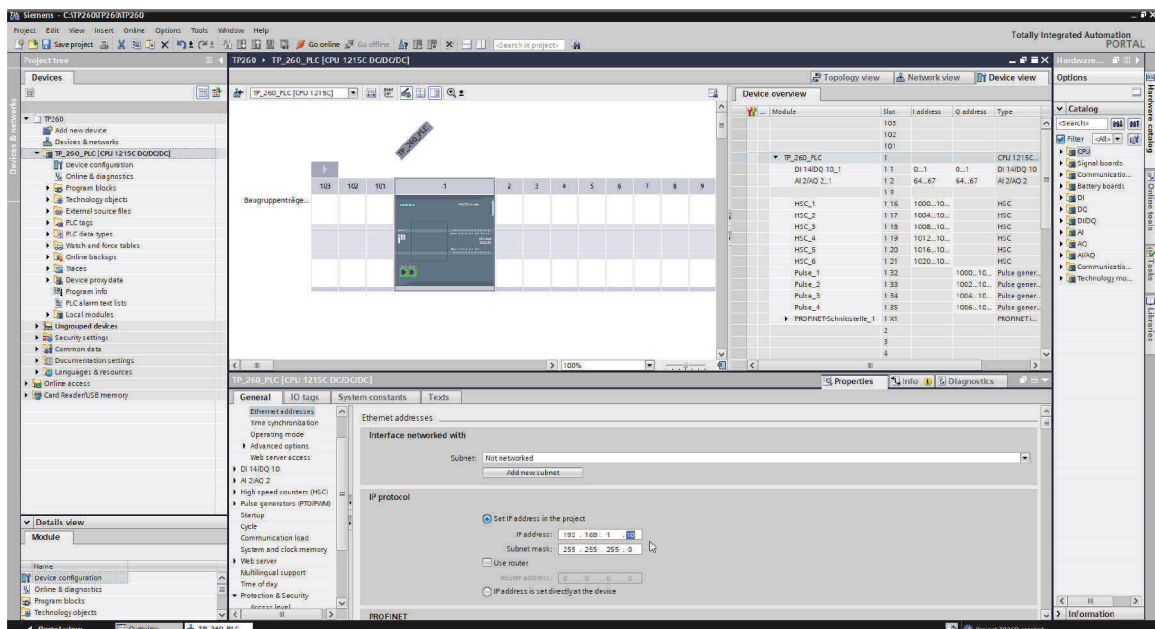 Siemens - C:\TP260\TP260\TP260
Project Edit View Insert Online Options Tools Window Help
Totally Integrated Automation
PORTAL
Save project
Go online
Go offline
<Search in project>
Project tree
TP260 TP_260_PLC [CPU 1215C DC/DC/DC]
Hardware...
Devices
Topology view
Network view
Device view
Options
TP_260_PLC [CPU 1215C]
Device overview
Devices & networks
TP260
Add new device
Devices & networks
TP_260_PLC [CPU 1215C DC/DC/DC]
Device configuration
Online & diagnostics
Program blocks
Technology objects
External source files
PLC tags
PLC data types
Watch and force tables
Online backups
Traces
Device proxy data
Program info
PLC alarm text lists
Local modules
Ungrouped devices
Security settings
Common data
Documentation settings
Languages & resources
Online access
Card Reader/USB memory
TP_260_PLC
103 102 101 1 2 3 4 5 6 7 8 9
Baugruppenträge...
SIEMENS
100%
... Module Slot I address Q address Type
103
102
101
TP_260_PLC 1 CPU 1215C...
DI 14/DQ 10_1 1 1 0...1 0...1 DI 14/DQ 10
AI 2/AQ 2_1 1 2 64...67 64...67 AI 2/AQ 2
1 3
HSC_1 1 16 1000...10... HSC
HSC_2 1 17 1004...10... HSC
HSC_3 1 18 1008...10... HSC
HSC_4 1 19 1012...10... HSC
HSC_5 1 20 1016...10... HSC
HSC_6 1 21 1020...10... HSC
Pulse_1 1 32 1000...10... Pulse gener...
Pulse_2 1 33 1002...10... Pulse gener...
Pulse_3 1 34 1004...10... Pulse gener...
Pulse_4 1 35 1006...10... Pulse gener...
PROFINET-Schnittstelle_1 1 X1 PROFINET i...
2
3
4
Catalog
<Search>
Filter <All>
CPU
Signal boards
Communicatio...
Battery boards
DI
DQ
DI/DQ
AI
AQ
AI/AQ
Communicatio...
Technology mo...
Information
Hardware catalog
Online tools
Tasks
Libraries
TP_260_PLC [CPU 1215C DC/DC/DC]
Properties
Info
Diagnostics
General
IO tags
System constants
Texts
Ethernet addresses
Time synchronization
Operating mode
Advanced options
Web server access
DI 14/DQ 10
AI 2/AQ 2
High speed counters (HSC)
Pulse generators (PTO/PWM)
Startup
Cycle
Communication load
System and clock memory
Web server
Multilingual support
Time of day
Protection & Security
Access level
Ethernet addresses
Interface networked with
Subnet: Not networked
Add new subnet
IP protocol
Set IP address in the project
IP address: 192 . 168 . 1 . 10
Subnet mask: 255 . 255 . 255 . 0
Use router
Router address: 0 . 0 . 0 . 0
IP address is set directly at the device
PROFINET
Details view
Module
Name
Device configuration
Online & diagnostics
Program blocks
Technology objects
Portal view
Overview
TP_260_PLC
Project TP260 created.